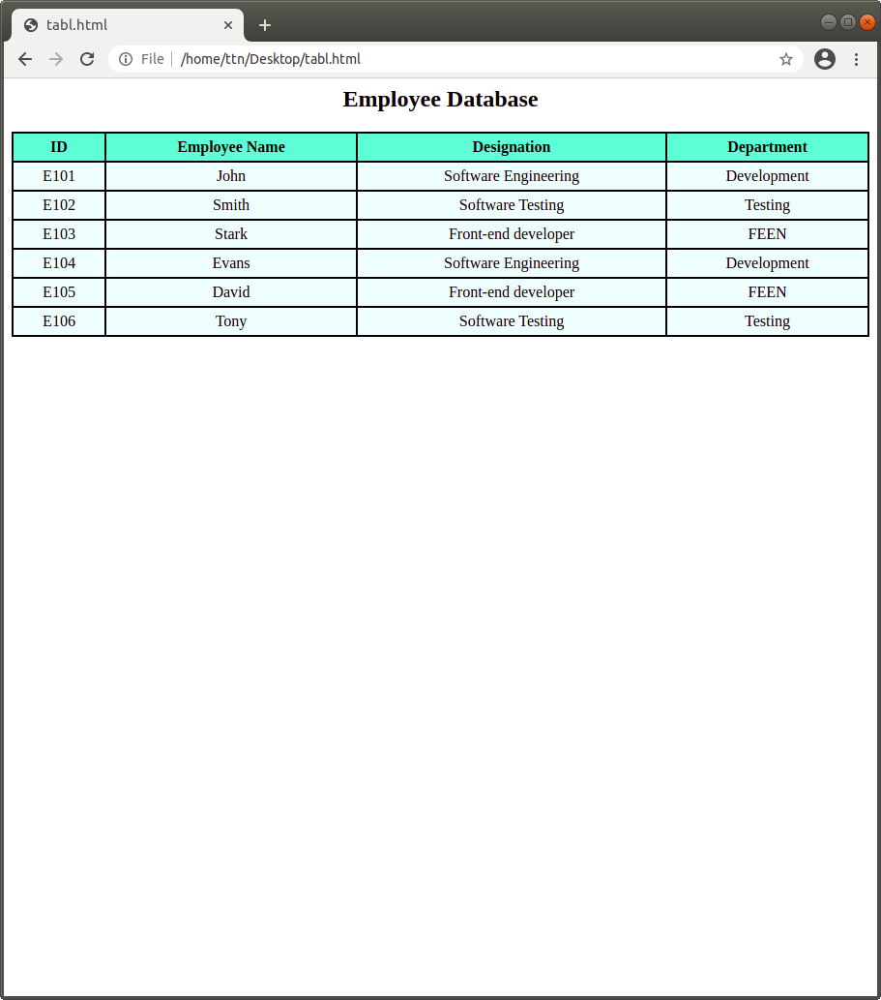 tabl.html
File /home/ttn/Desktop/tabl.html
Employee Database
ID Employee Name Designation Department
E101 John Software Engineering Development
E102 Smith Software Testing Testing
E103 Stark Front-end developer FEEN
E104 Evans Software Engineering Development
E105 David Front-end developer FEEN
E106 Tony Software Testing Testing